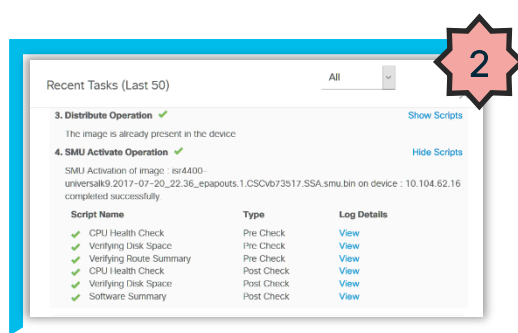 2
Recent Tasks (Last 50)
All
3. Distribute Operation
Show Scripts
The image is already present in the device
4. SMU Activate Operation
Hide Scripts
SMU Activation of image : isr4400-
universalk9.2017-07-20_22.36_epapouts.1.CSCvb73517.SSA.smu.bin on device : 10.104.62.16
completed successfully.
Script Name Type Log Details
CPU Health Check Pre Check View
Verifying Disk Space Pre Check View
Verifying Route Summary Pre Check View
CPU Health Check Post Check View
Verifying Disk Space Post Check View
Software Summary Post Check View